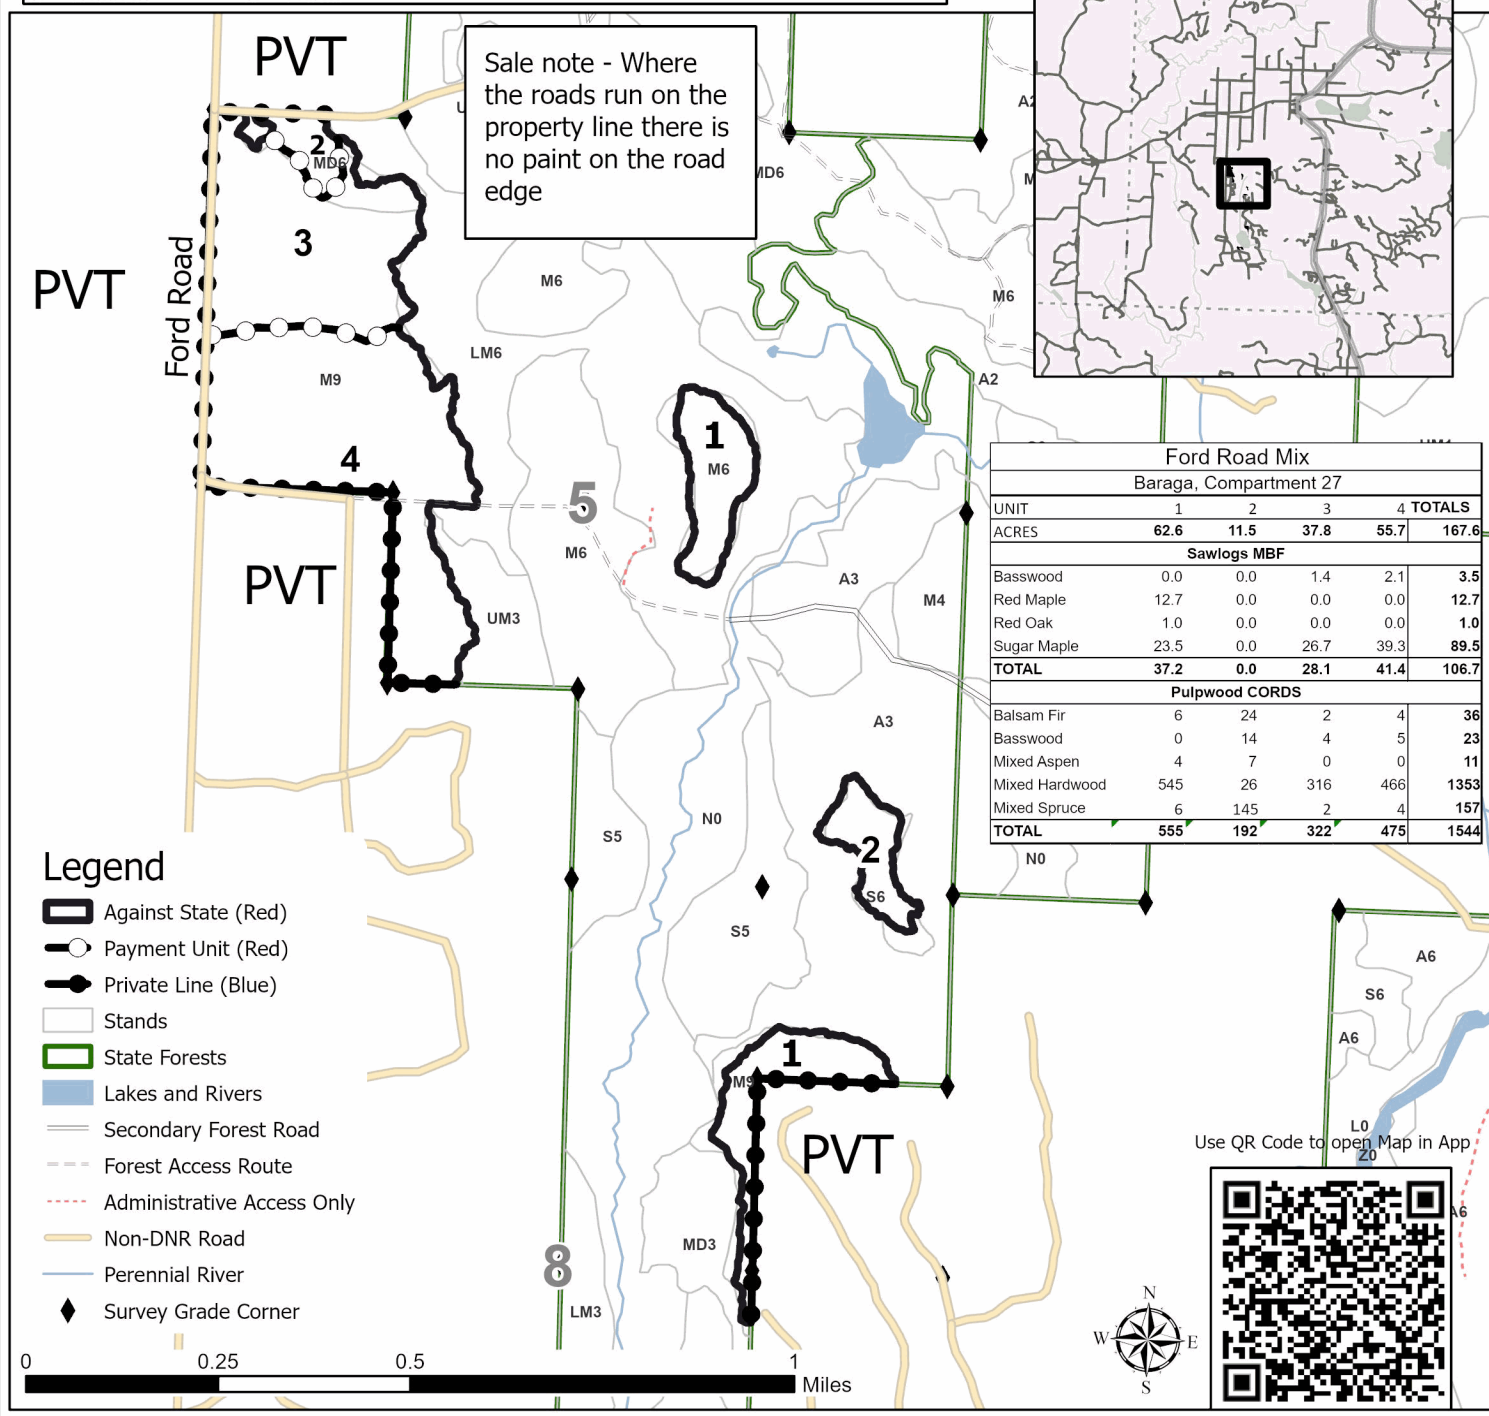 PVT
Sale note - Where
the roads run on the
property line there is
no paint on the road
edge
A2
2
MD6
MD6
3
PVT
Ford Road
M6
M6
LM6
M9
A2
1
M6
4
5
M6
PVT
A3
M4
UM3
Ford Road Mix
Baraga, Compartment 27
UNIT 1 2 3 4 TOTALS
ACRES 62.6 11.5 37.8 55.7 167.6
Sawlogs MBF
Basswood 0.0 0.0 1.4 2.1 3.5
Red Maple 12.7 0.0 0.0 0.0 12.7
Red Oak 1.0 0.0 0.0 0.0 1.0
Sugar Maple 23.5 0.0 26.7 39.3 89.5
TOTAL 37.2 0.0 28.1 41.4 106.7
Pulpwood CORDS
Balsam Fir 6 24 2 4 36
Basswood 0 14 4 5 23
Mixed Aspen 4 7 0 0 11
Mixed Hardwood 545 26 316 466 1353
Mixed Spruce 6 145 2 4 157
TOTAL 555 192 322 475 1544
A3
N0
S5
2
S6
N0
S5
A6
S6
A6
1
M9
PVT
L0
Use QR Code to open Map in App
Z0
A6
MD3
8
LM3
Legend
Against State (Red)
Payment Unit (Red)
Private Line (Blue)
Stands
State Forests
Lakes and Rivers
Secondary Forest Road
Forest Access Route
Administrative Access Only
Non-DNR Road
Perennial River
Survey Grade Corner
N
W E
S
0 0.25 0.5 1
Miles